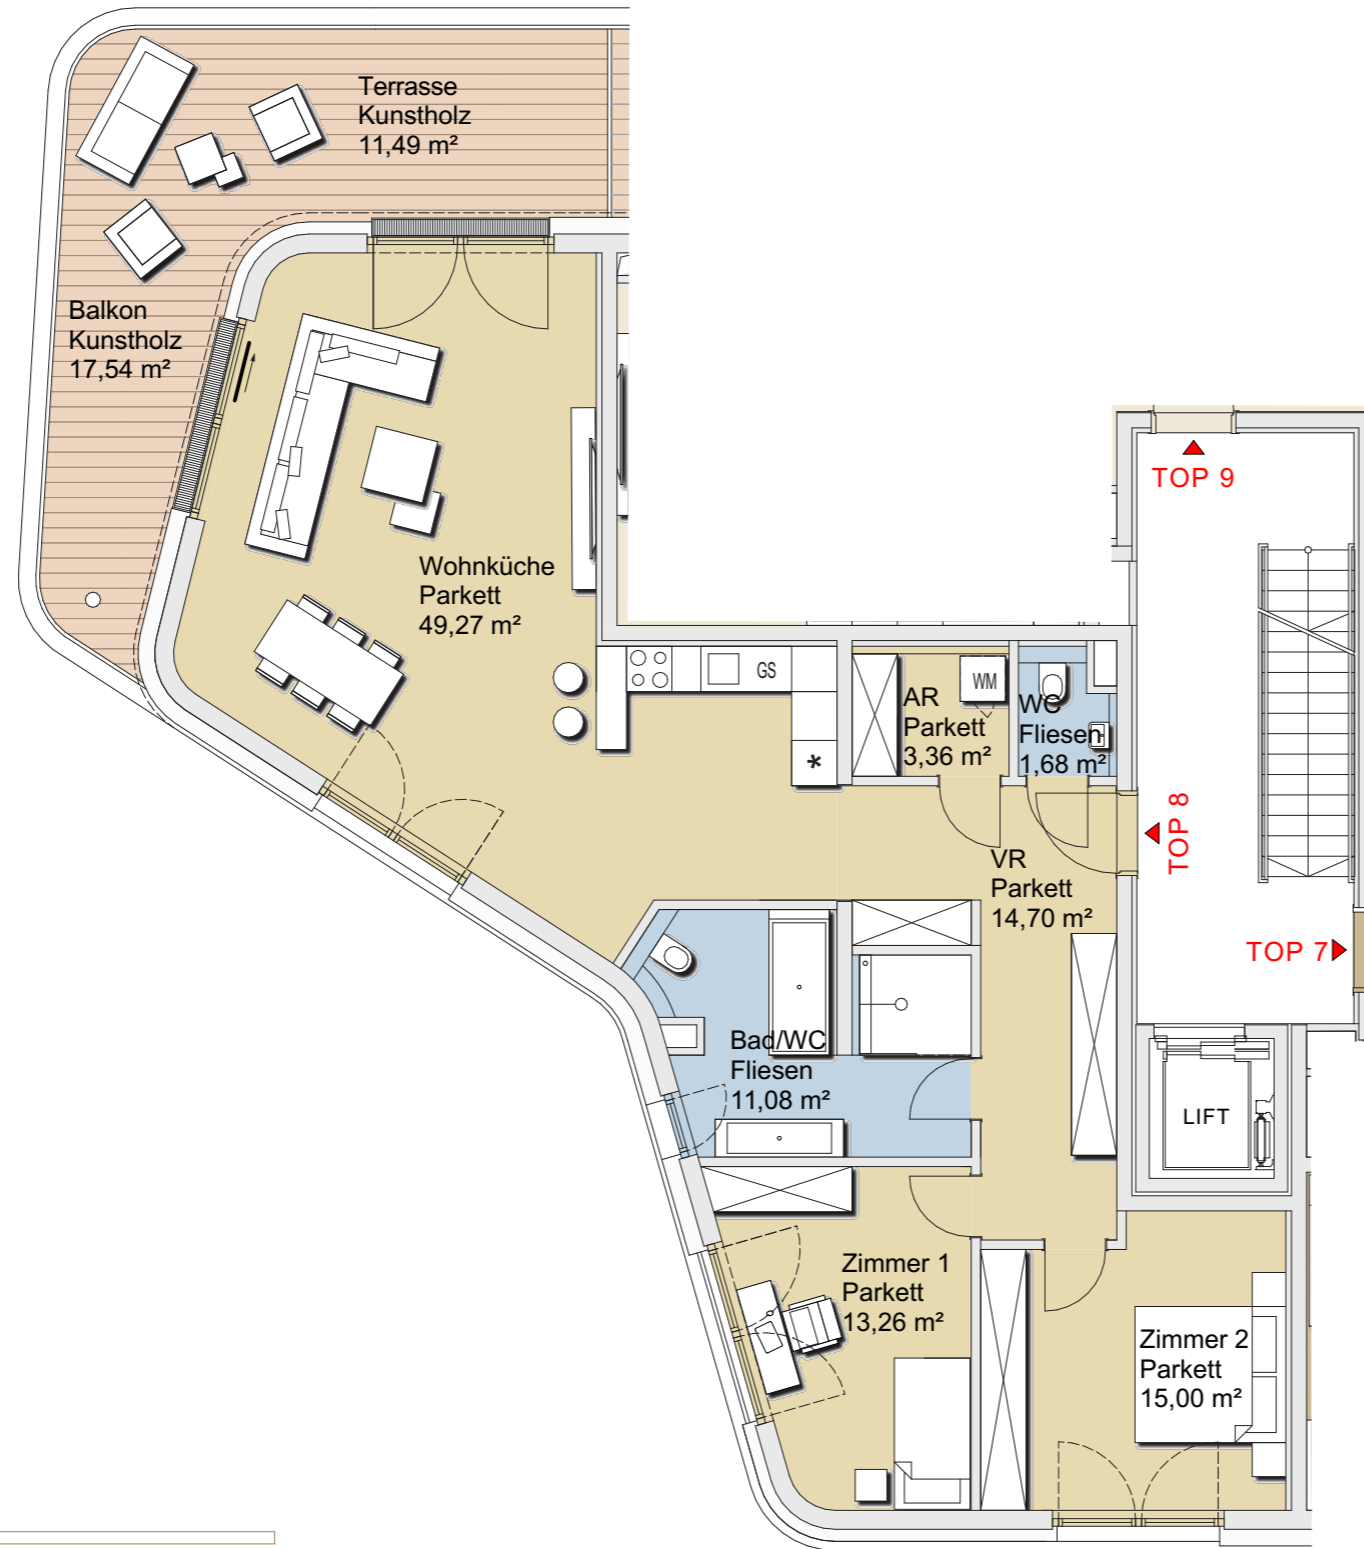 Terrasse
Kunstholz
11,49 m²
Balkon
Kunstholz
17,54 m²
TOP 9
Wohnküche
Parkett
49,27 m²
GS
WM
AR
Parkett
3,36 m²
WC
Fliesen
1,68 m²
*
TOP 8
VR
Parkett
14,70 m²
TOP 7
Bad/WC
Fliesen
11,08 m²
LIFT
Zimmer 1
Parkett
13,26 m²
Zimmer 2
Parkett
15,00 m²